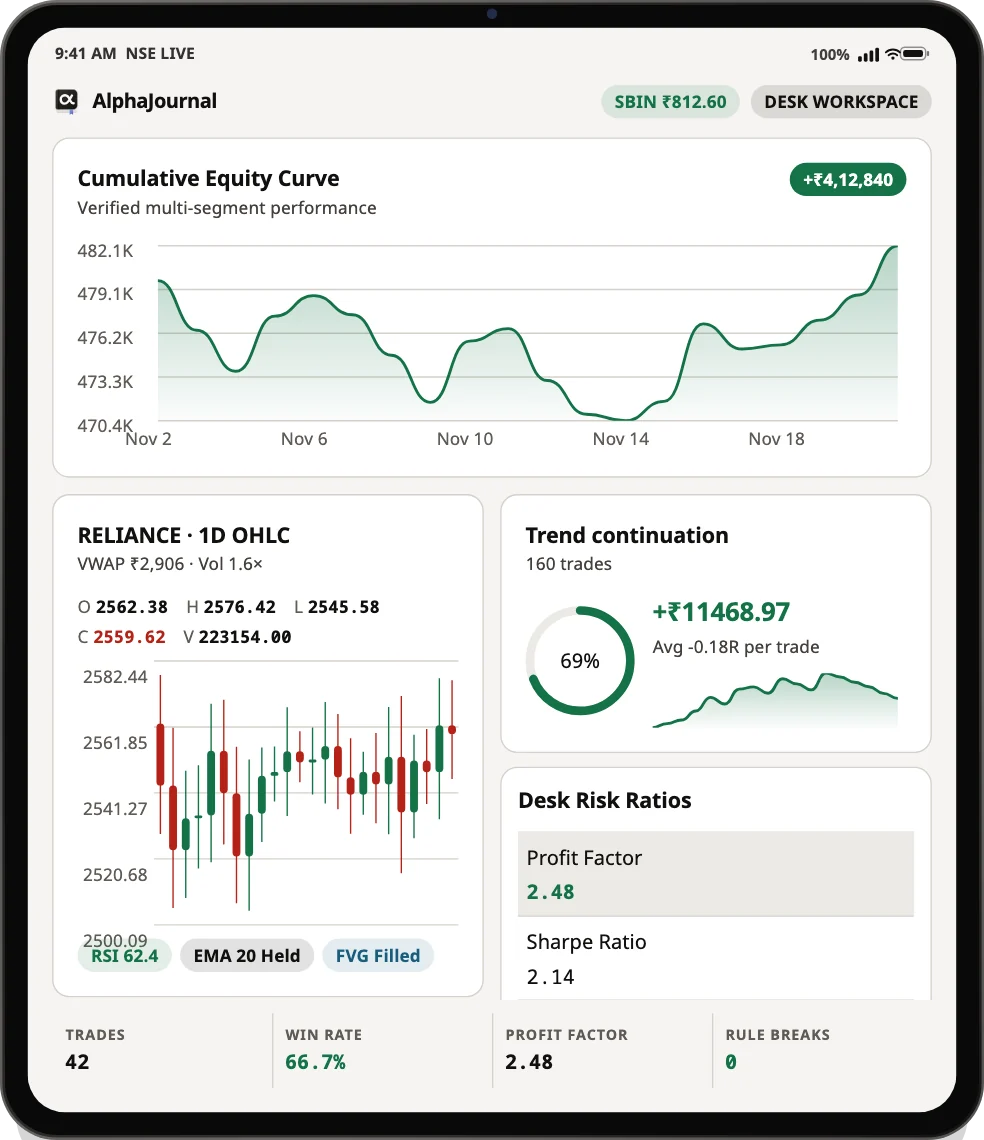 9:41 AM NSE LIVE
100%
AlphaJournal
SBIN ₹812.60
DESK WORKSPACE
Cumulative Equity Curve
+₹4,12,840
Verified multi-segment performance
482.1K
479.1K
476.2K
473.3K
470.4K
Nov 2 Nov 6 Nov 10 Nov 14 Nov 18
RELIANCE · 1D OHLC
VWAP ₹2,906 · Vol 1.6×
O 2562.38 H 2576.42 L 2545.58
C 2559.62 V 223154.00
2582.44
2561.85
2541.27
2520.68
2500.09
RSI 62.4
EMA 20 Held
FVG Filled
Trend continuation
160 trades
69%
+₹11468.97
Avg -0.18R per trade
Desk Risk Ratios
Profit Factor
2.48
Sharpe Ratio
2.14
TRADES
42
WIN RATE
66.7%
PROFIT FACTOR
2.48
RULE BREAKS
0